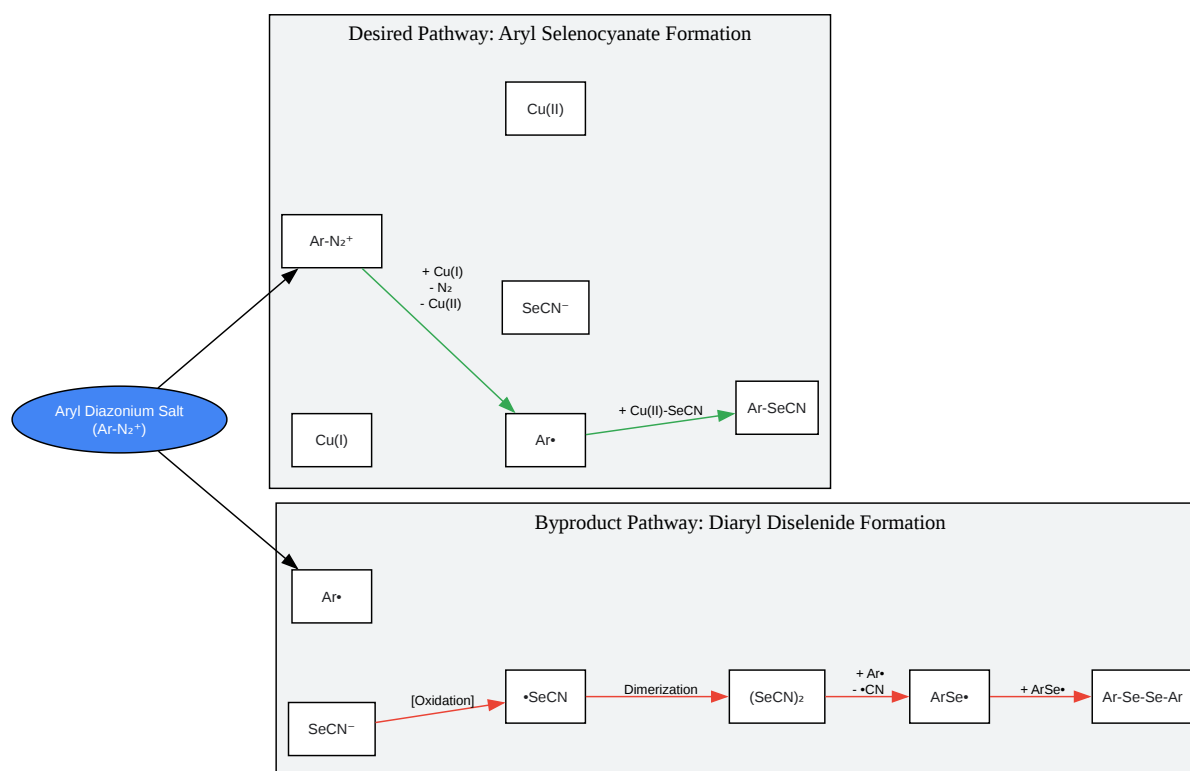 Desired Pathway: Aryl Selenocyanate Formation
Cu(II)
Ar-N₂⁺
+ Cu(I)
- N₂
- Cu(II)
SeCN⁻
Aryl Diazonium Salt
(Ar-N₂⁺)
Cu(I)
Ar•
+ Cu(II)-SeCN
Ar-SeCN
Byproduct Pathway: Diaryl Diselenide Formation
Ar•
SeCN⁻
[Oxidation]
•SeCN
Dimerization
(SeCN)₂
+ Ar•
- •CN
ArSe•
+ ArSe•
Ar-Se-Se-Ar